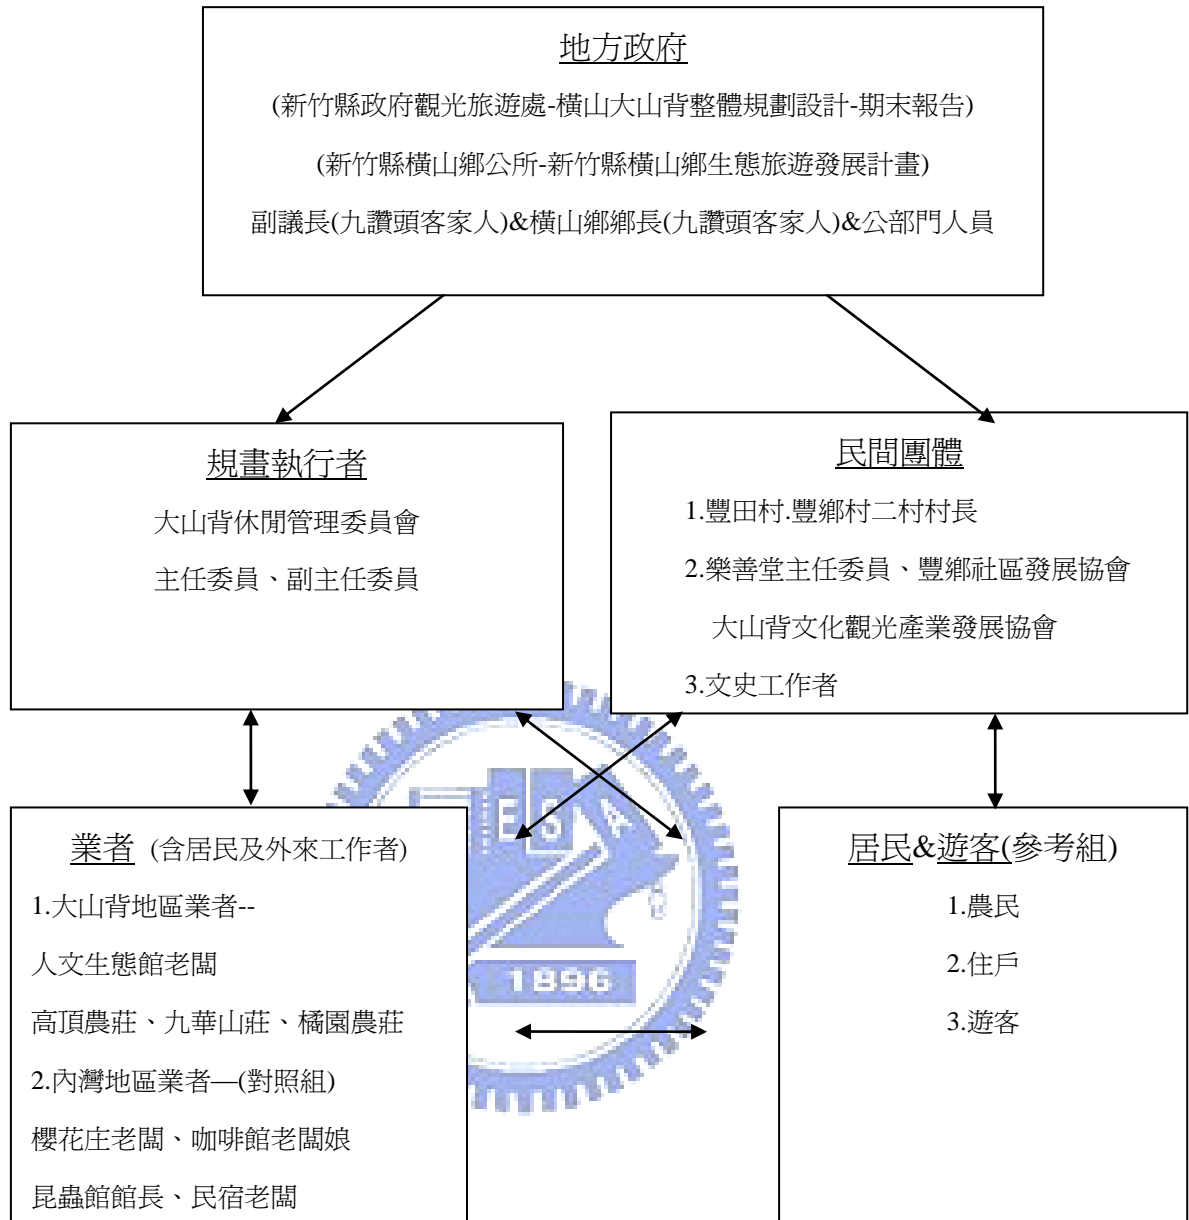 地方政府
(新竹縣政府觀光旅遊處-橫山大山背整體規劃設計-期末報告)
(新竹縣橫山鄉公所-新竹縣橫山鄉生態旅遊發展計畫)
副議長(九讚頭客家人)&橫山鄉鄉長(九讚頭客家人)&公部門人員
規畫執行者
大山背休閒管理委員會
主任委員、副主任委員
民間團體
1.豐田村.豐鄉村二村村長
2.樂善堂主任委員、豐鄉社區發展協會
大山背文化觀光產業發展協會
3.文史工作者
業者 (含居民及外來工作者)
1.大山背地區業者--
人文生態館老闆
高頂農莊、九華山莊、橘園農莊
2.內灣地區業者—(對照組)
櫻花庄老闆、咖啡館老闆娘
昆蟲館館長、民宿老闆
居民&遊客(參考組)
1.農民
2.住戶
3.遊客
E S A
1896